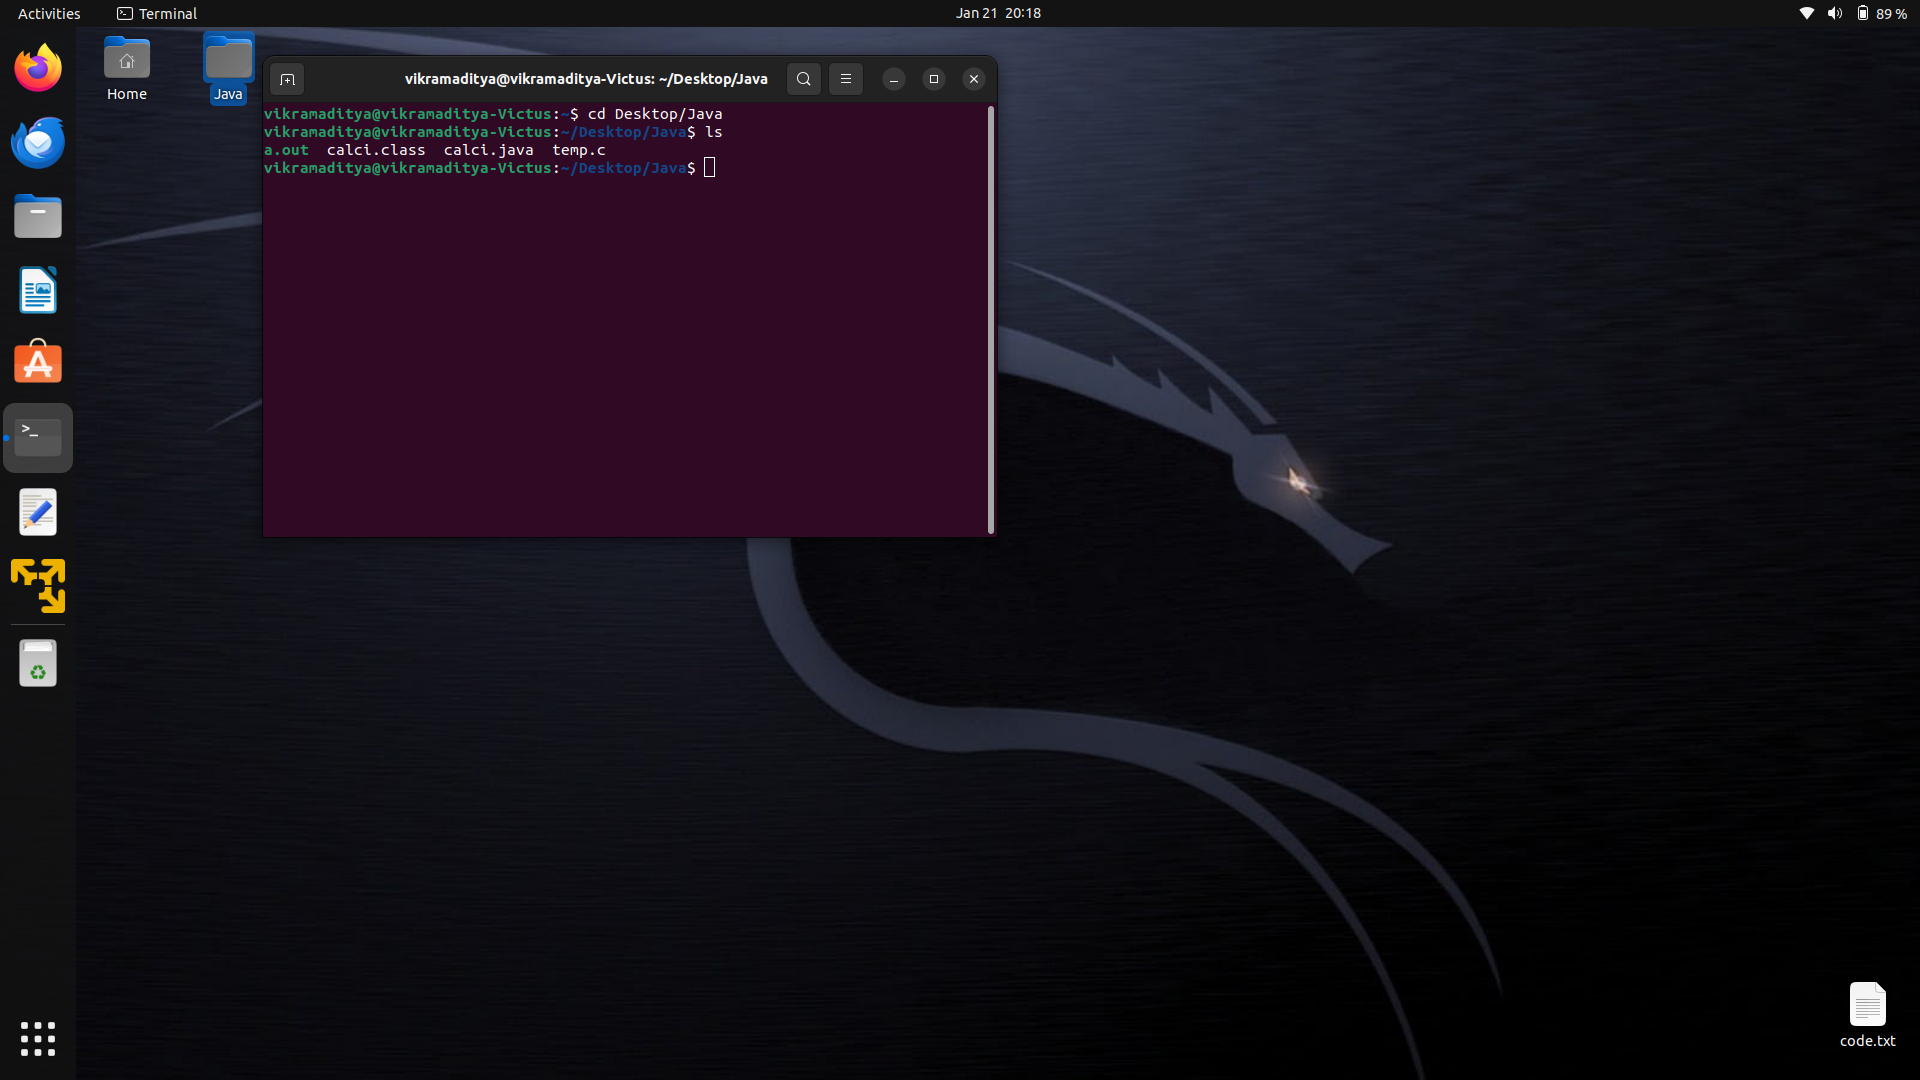 Activities Terminal Jan 21 20:18 89 %
Home Java
vikramaditya@vikramaditya-Victus: ~/Desktop/Java
vikramaditya@vikramaditya-Victus:~$ cd Desktop/Java
vikramaditya@vikramaditya-Victus:~/Desktop/Java$ ls
a.out calci.class calci.java temp.c
vikramaditya@vikramaditya-Victus:~/Desktop/Java$
>_
code.txt